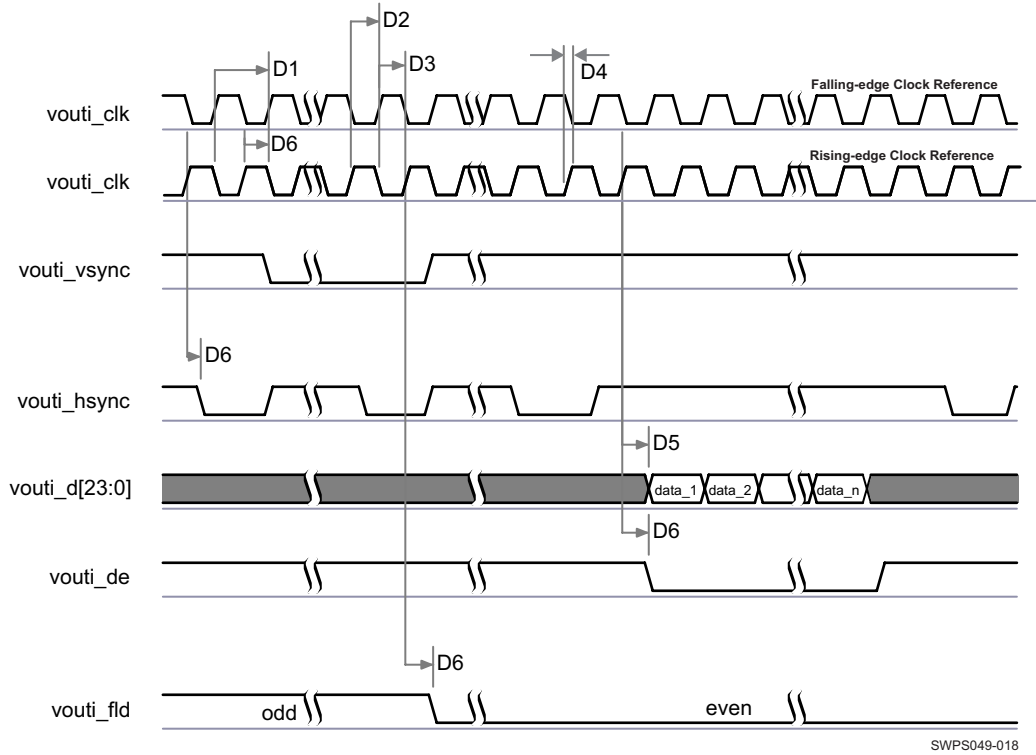 D2
D1
D3
D4
Falling-edge Clock Reference
vouti_clk
D6
Rising-edge Clock Reference
vouti_clk
vouti_vsync
D6
vouti_hsync
D5
vouti_d[23:0]
data_1 data_2 data_n
D6
vouti_de
D6
vouti_fld
odd
even
SWPS049-018